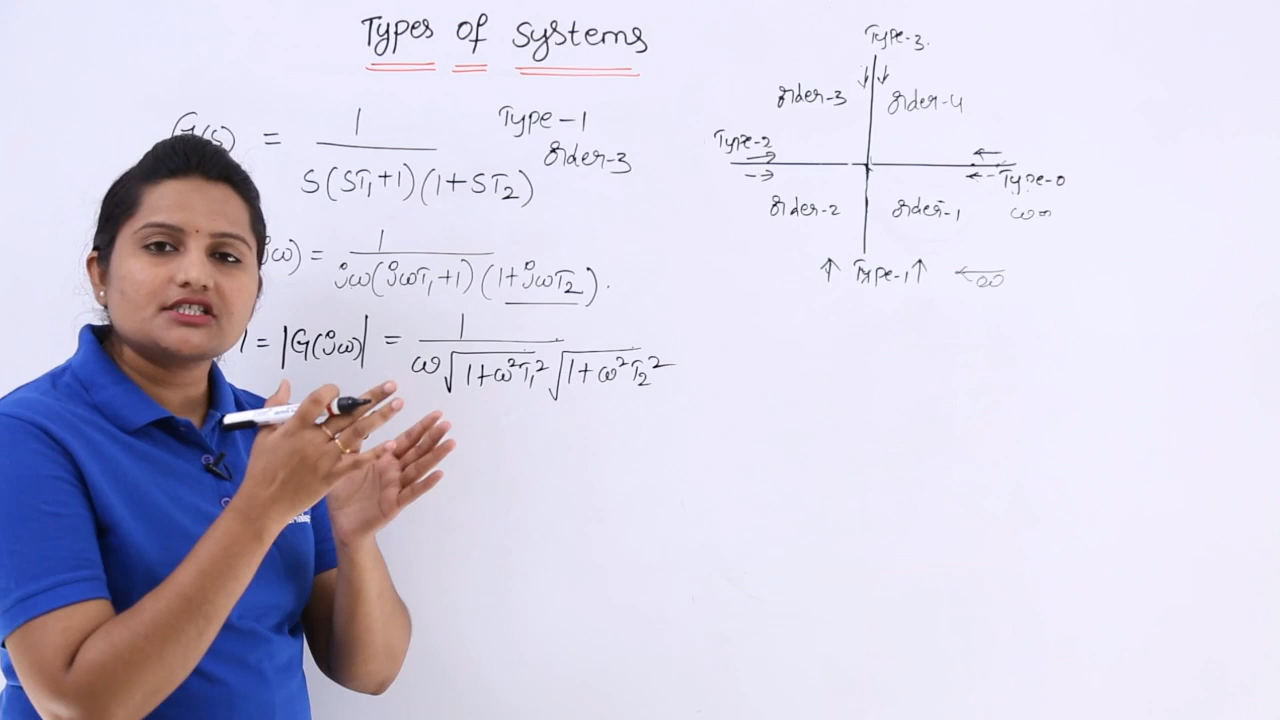 Types of Systems
G(s) = 1 / S(ST₁+1)(1+ST₂)
Type-1
Order-3
jω) = 1 / jω(jωT₁+1)(1+jωT₂).
= |G(jω)| = 1 / ω√1+ω²T₁² √1+ω²T₂²
Type-3.
Order-3 Order-4
Type-2
Type-0
Order-2 Order-1 ω=∞
↑ Type-1 ↑